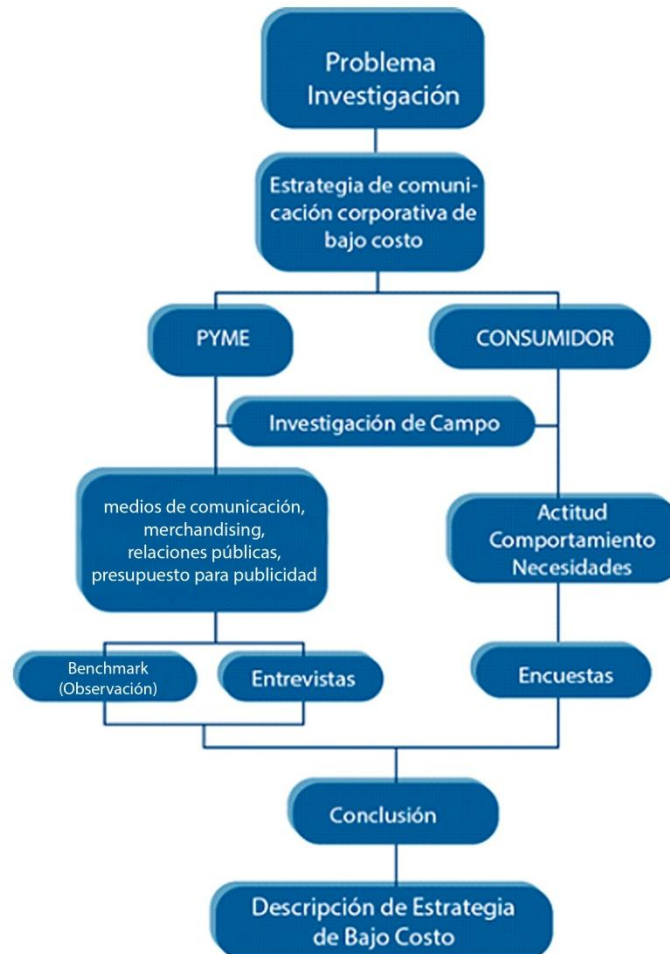 Problema
Investigación
Estrategia de comuni-
cación corporativa de
bajo costo
PYME
CONSUMIDOR
Investigación de Campo
medios de comunicación,
merchandising,
relaciones públicas,
presupuesto para publicidad
Actitud
Comportamiento
Necesidades
Benchmark
(Observación)
Entrevistas
Encuestas
Conclusión
Descripción de Estrategia
de Bajo Costo